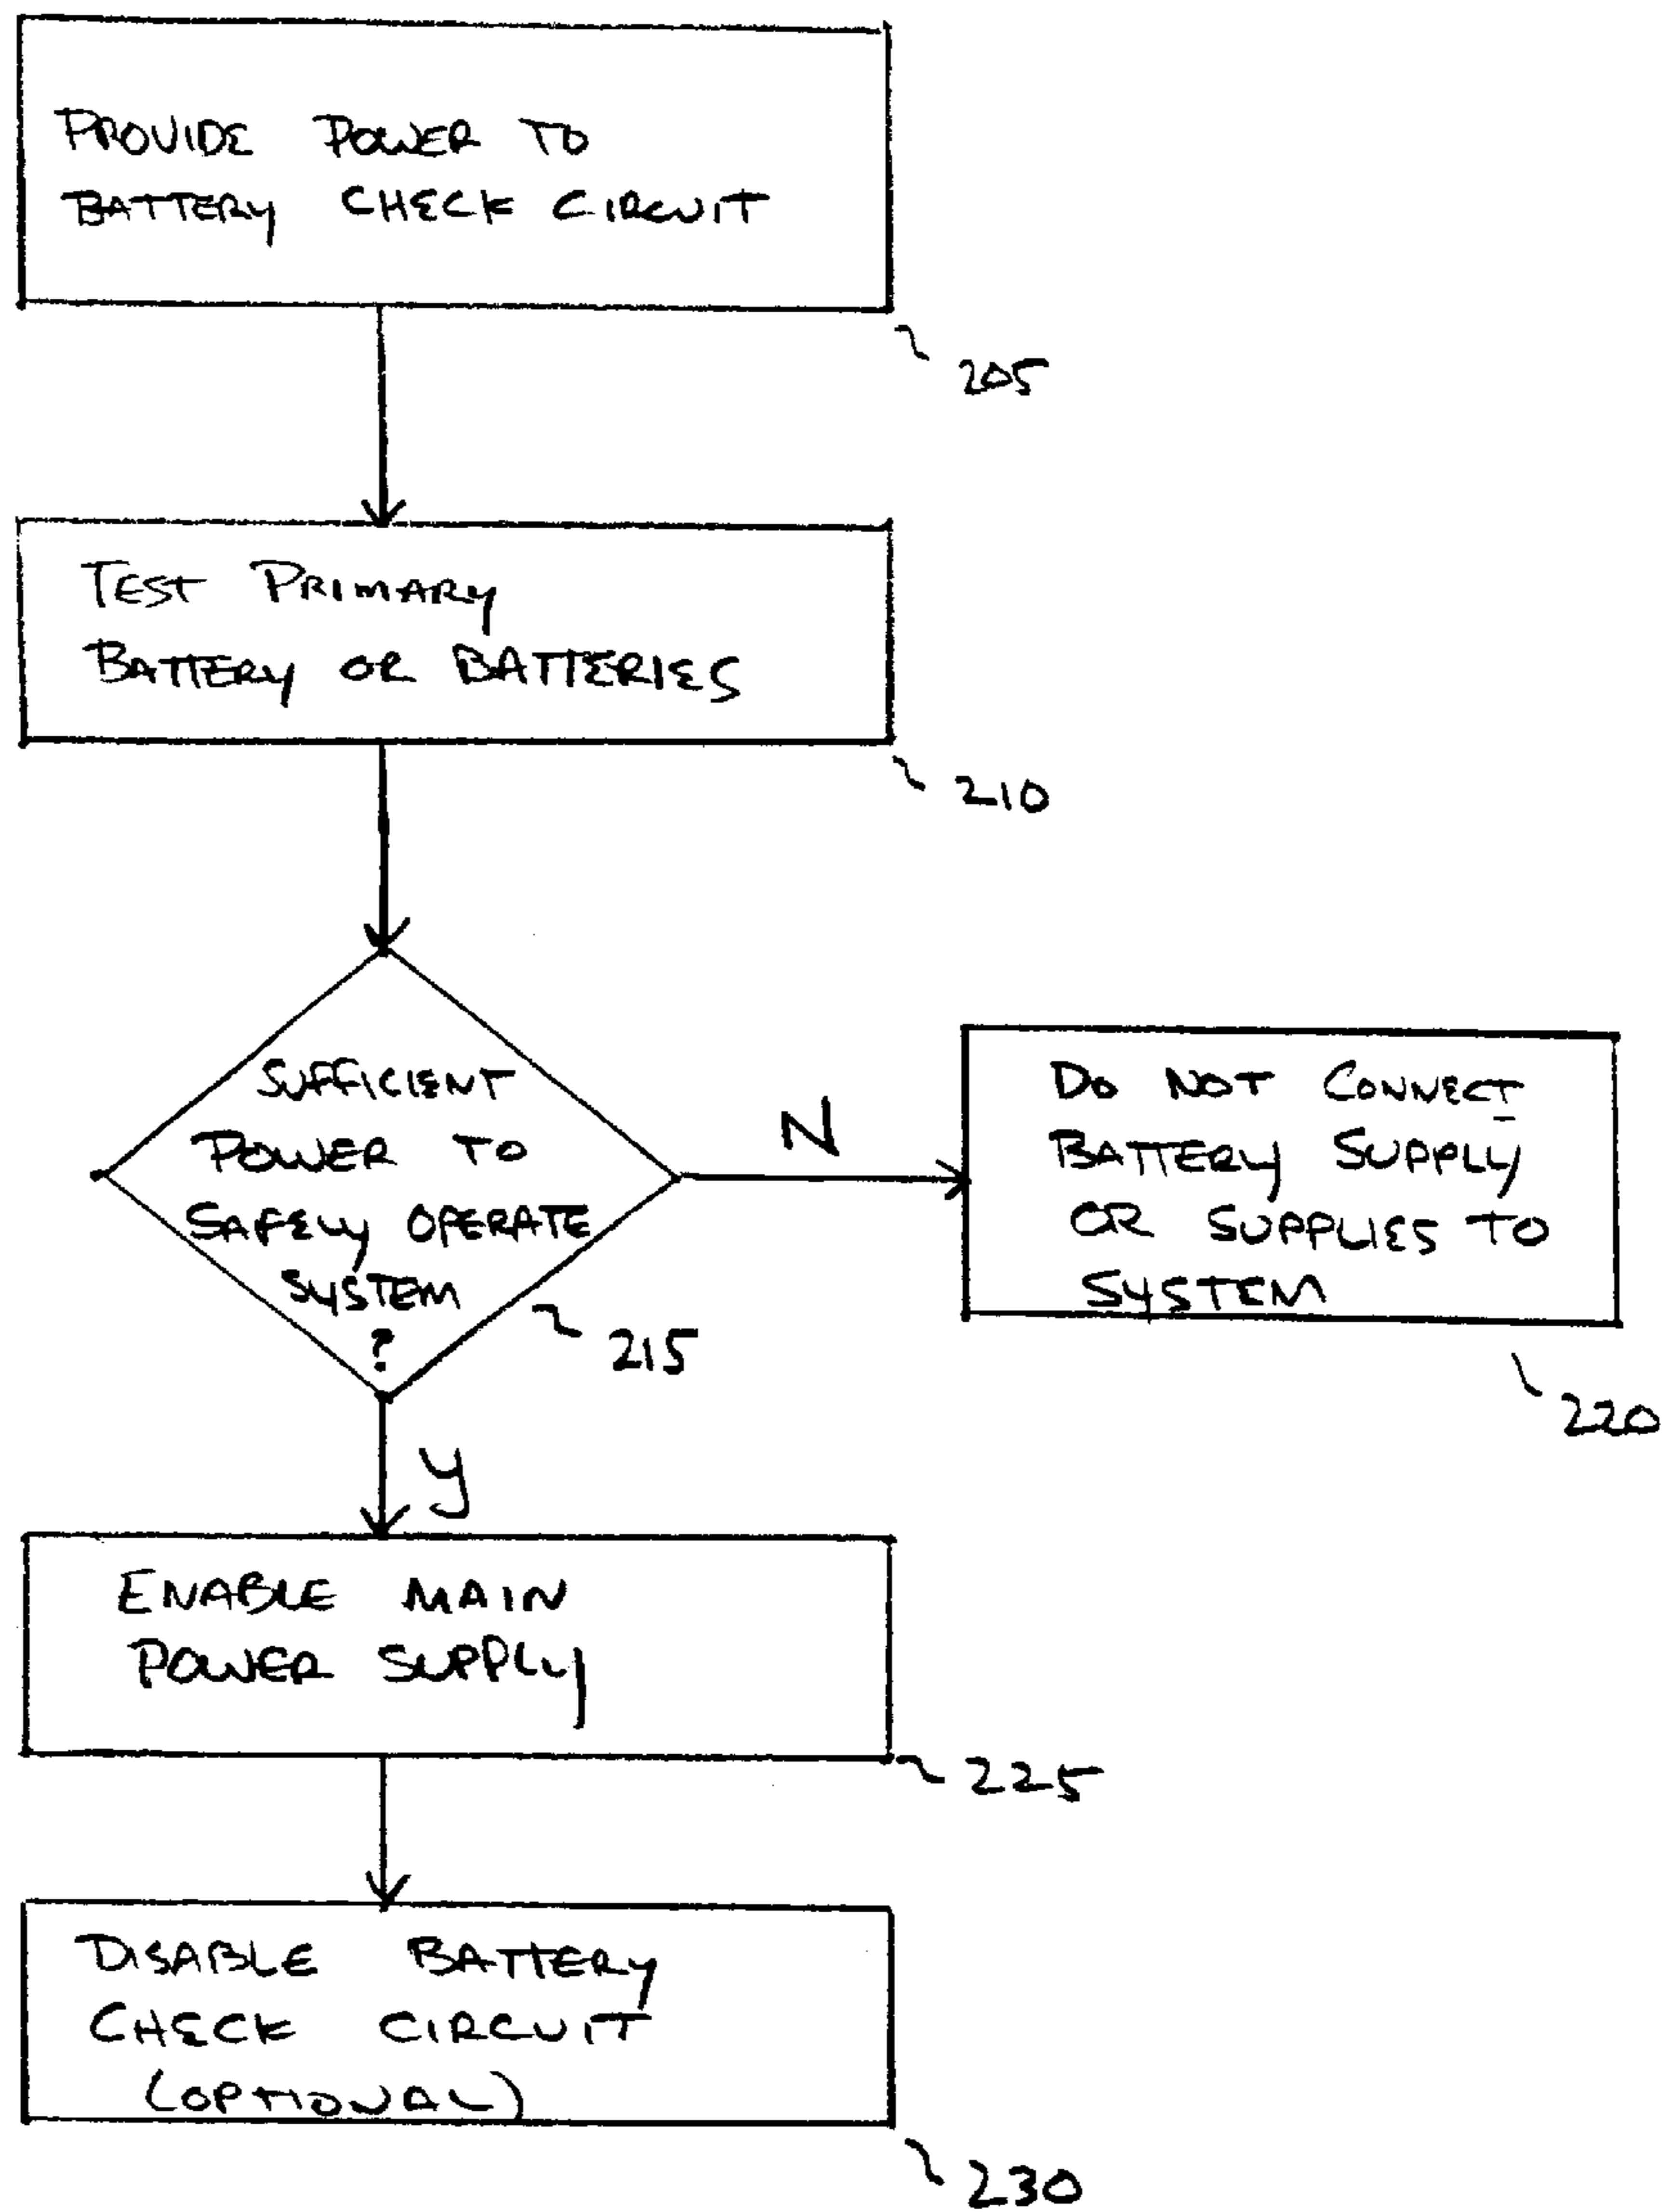 PROVIDE POWER TO
BATTERY CHECK CIRCUIT
205
TEST PRIMARY
BATTERY OR BATTERIES
210
SUFFICIENT
POWER TO
SAFELY OPERATE
SYSTEM
?
215
N
DO NOT CONNECT
BATTERY SUPPLY
OR SUPPLIES TO
SYSTEM
220
Y
ENABLE MAIN
POWER SUPPLY
225
DISABLE BATTERY
CHECK CIRCUIT
(OPTIONAL)
230